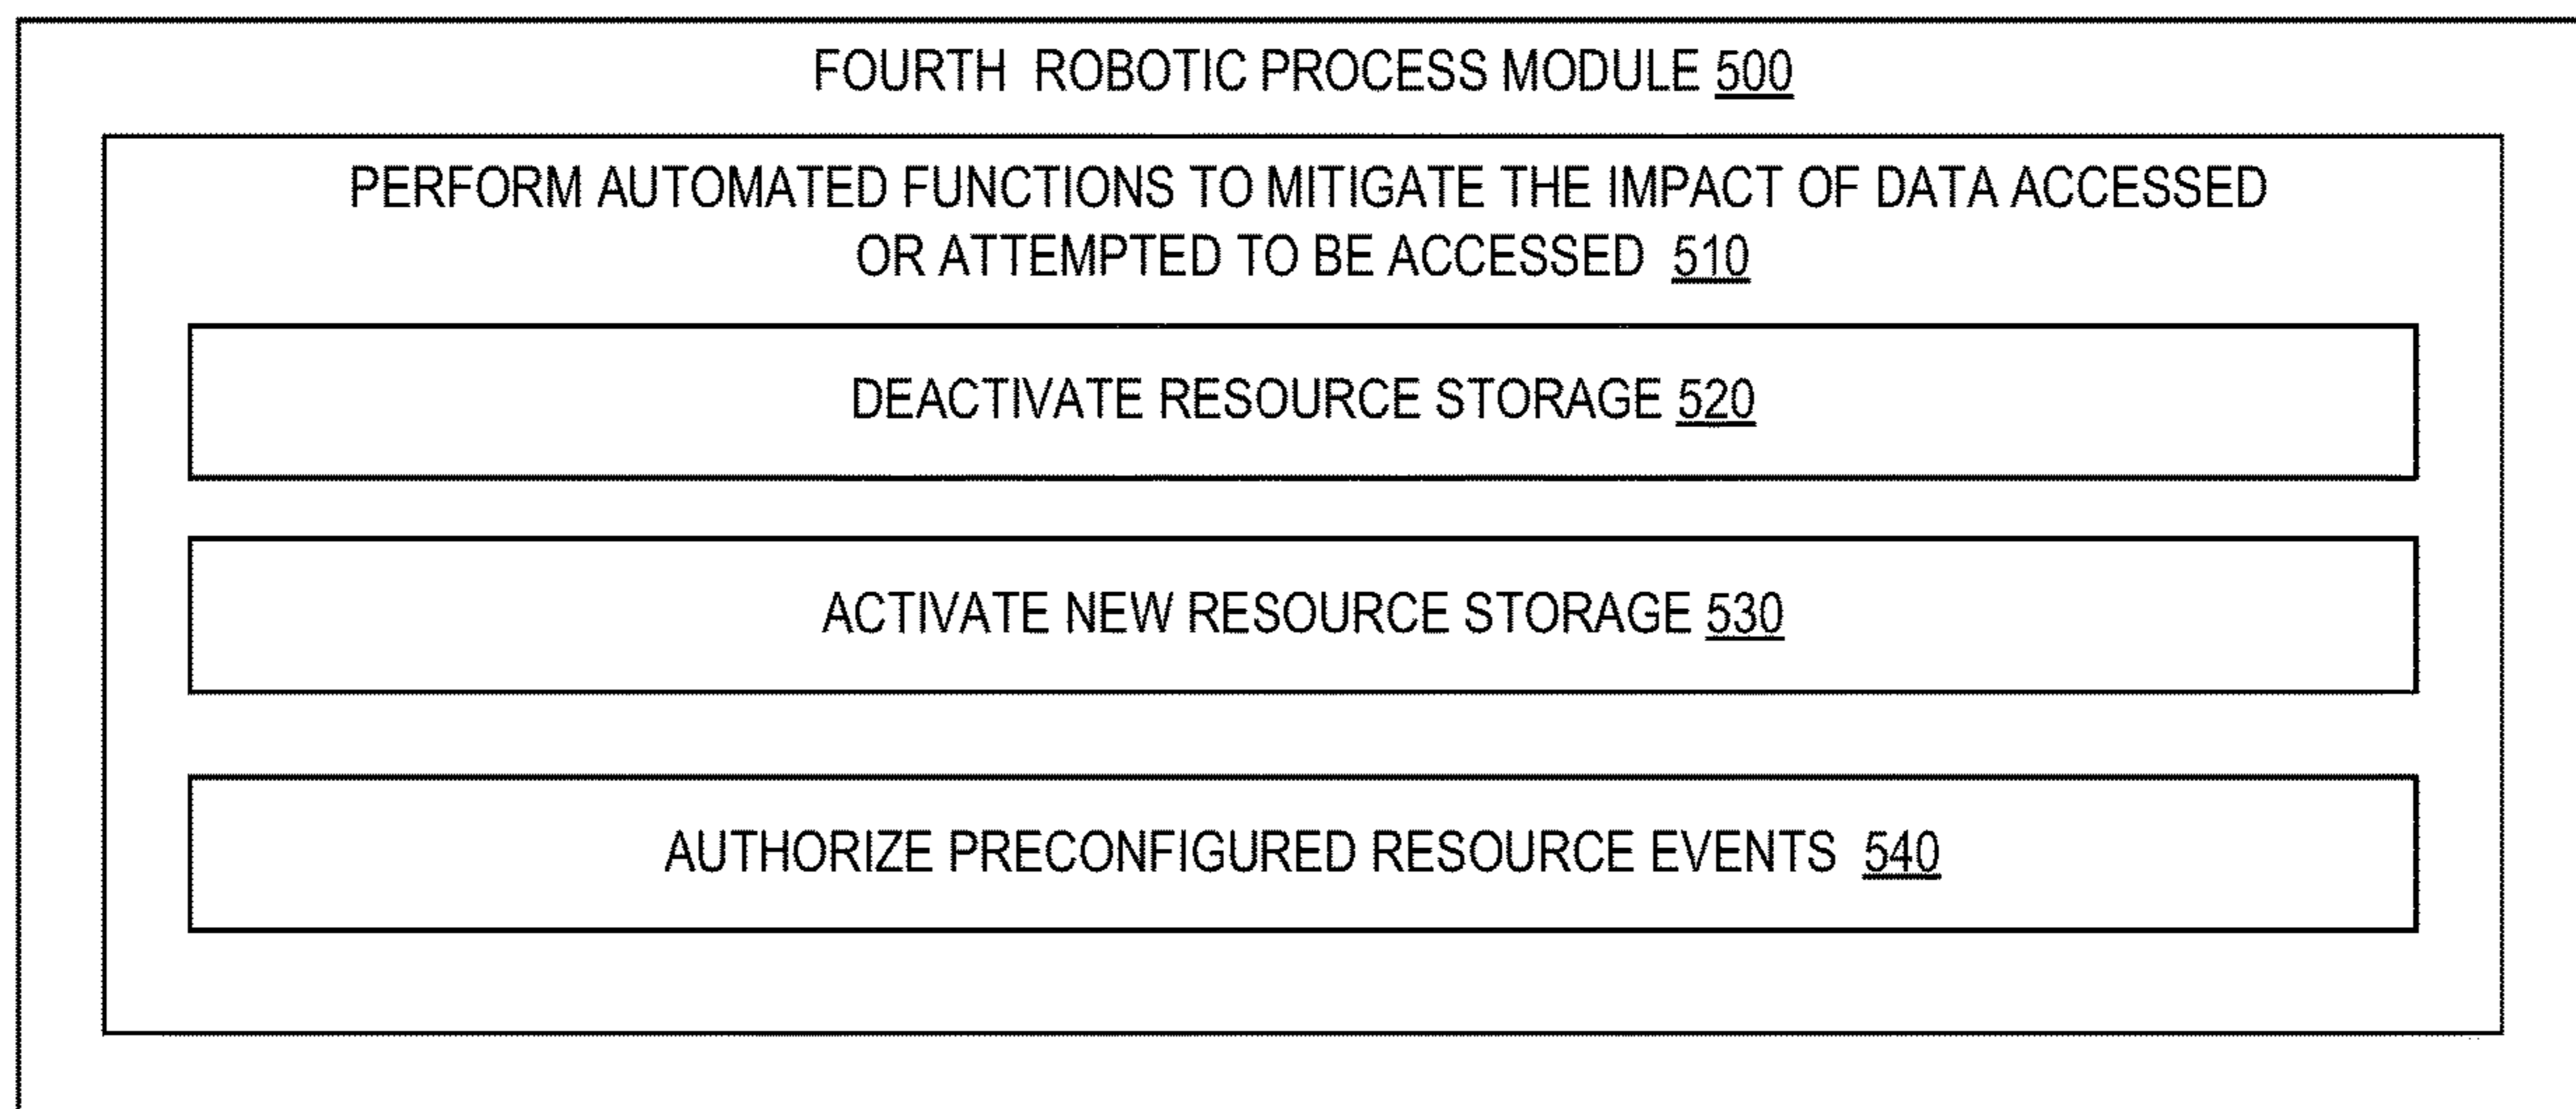 FOURTH ROBOTIC PROCESS MODULE 500
PERFORM AUTOMATED FUNCTIONS TO MITIGATE THE IMPACT OF DATA ACCESSED
OR ATTEMPTED TO BE ACCESSED 510
DEACTIVATE RESOURCE STORAGE 520
ACTIVATE NEW RESOURCE STORAGE 530
AUTHORIZE PRECONFIGURED RESOURCE EVENTS 540